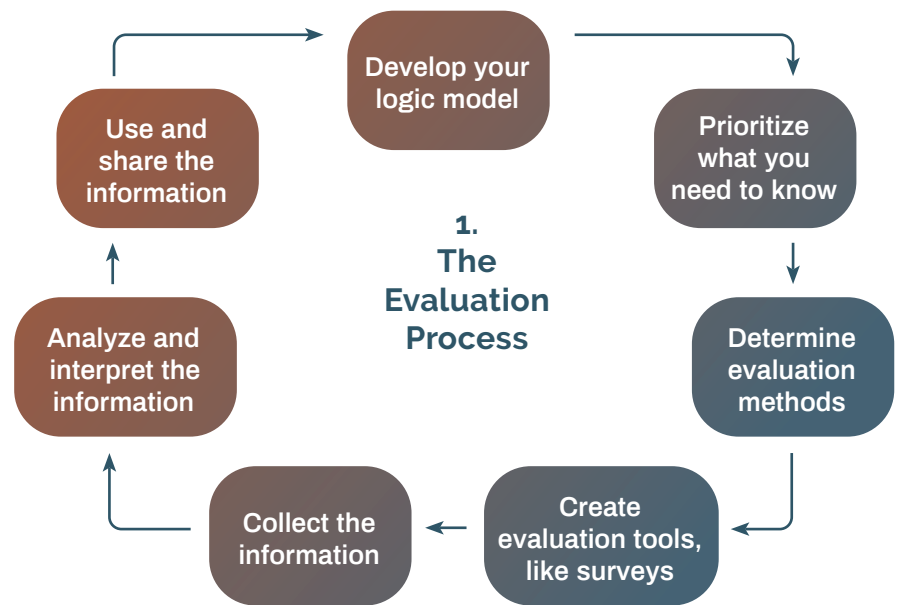 Develop your
logic model
Prioritize
what you
need to know
Determine
evaluation
methods
Create
evaluation tools,
like surveys
Collect the
information
Analyze and
interpret the
information
Use and
share the
information
1.
The
Evaluation
Process